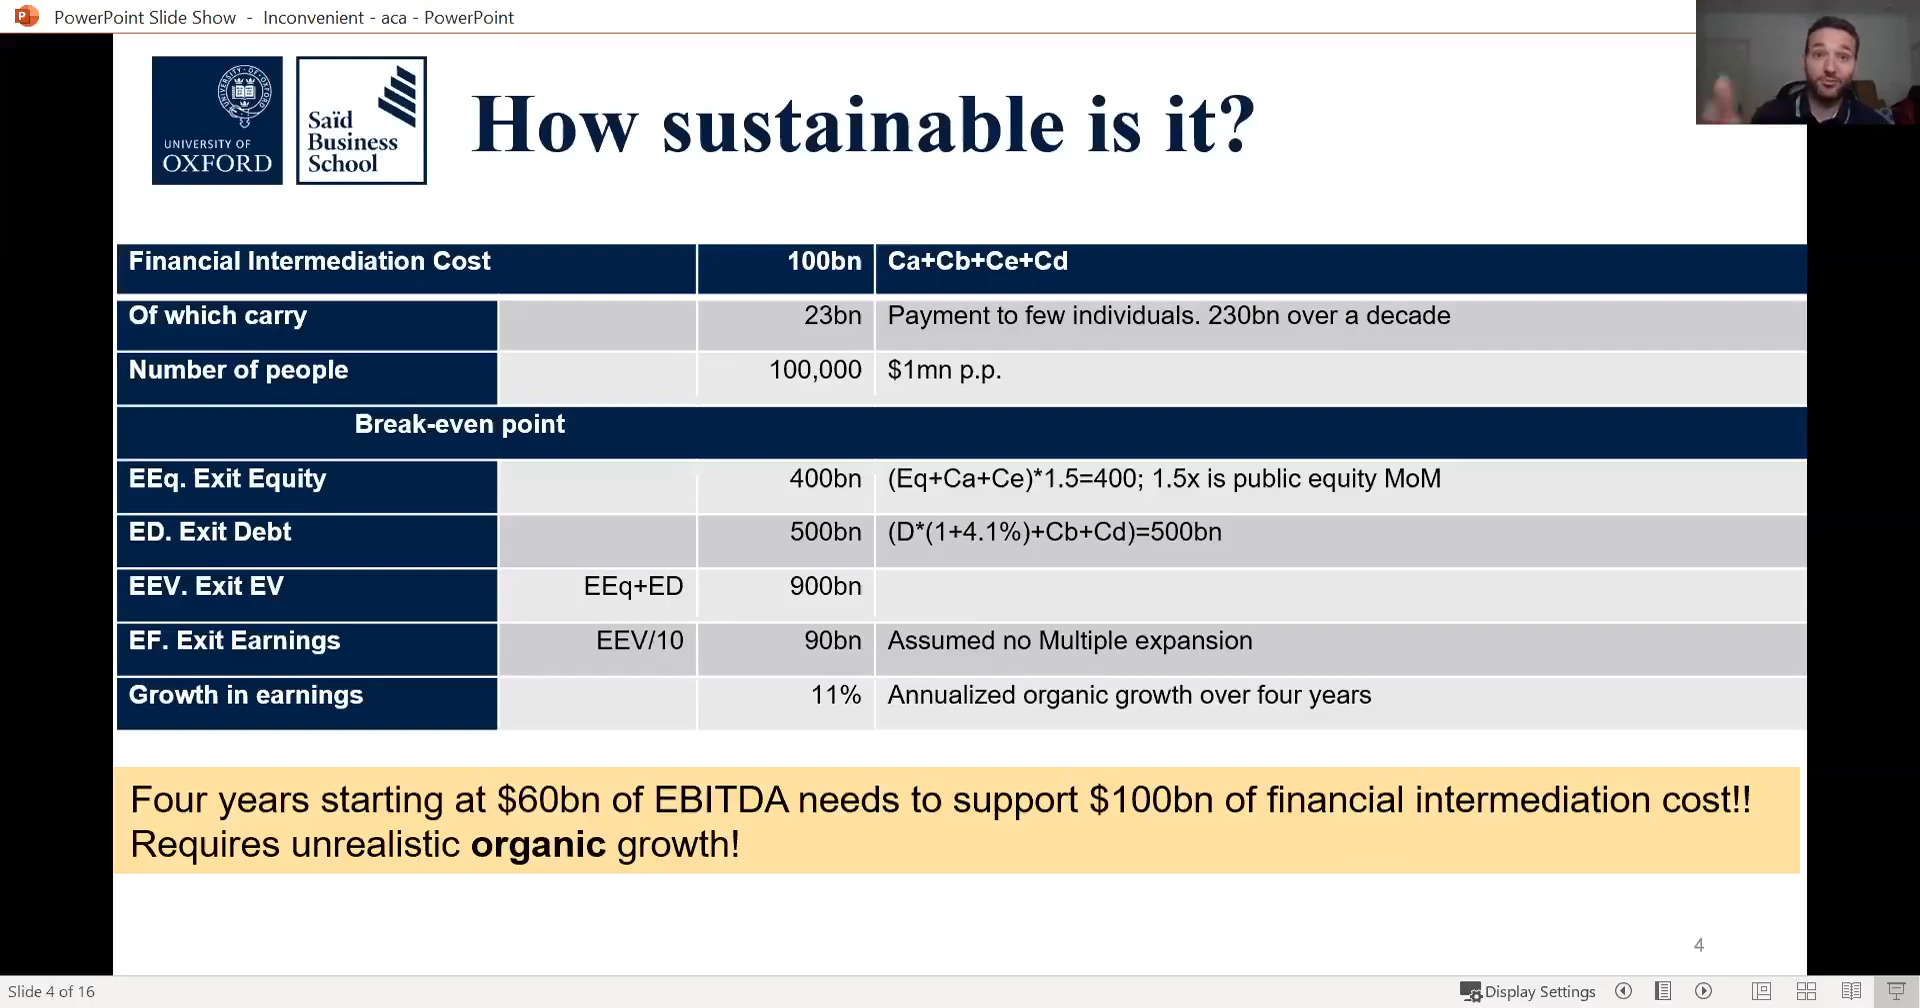 PowerPoint Slide Show - Inconvenient - aca - PowerPoint
UNIVERSITY OF
OXFORD
Saïd
Business
School
How sustainable is it?
Financial Intermediation Cost 100bn Ca+Cb+Ce+Cd
Of which carry 23bn Payment to few individuals. 230bn over a decade
Number of people 100,000 $1mn p.p.
Break-even point
EEq. Exit Equity 400bn (Eq+Ca+Ce)*1.5=400; 1.5x is public equity MoM
ED. Exit Debt 500bn (D*(1+4.1%)+Cb+Cd)=500bn
EEV. Exit EV EEq+ED 900bn
EF. Exit Earnings EEV/10 90bn Assumed no Multiple expansion
Growth in earnings 11% Annualized organic growth over four years
Four years starting at $60bn of EBITDA needs to support $100bn of financial intermediation cost!!
Requires unrealistic organic growth!
4
Slide 4 of 16 Display Settings